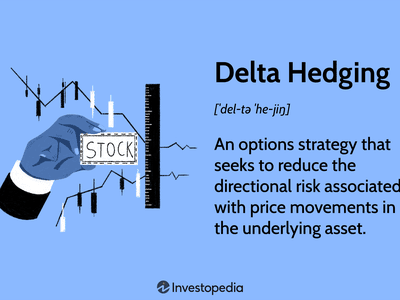 Delta Hedging
[ˈdel-tə ˈhe-jiŋ]
STOCK
An options strategy that
seeks to reduce the
directional risk associated
with price movements in
the underlying asset.
Investopedia